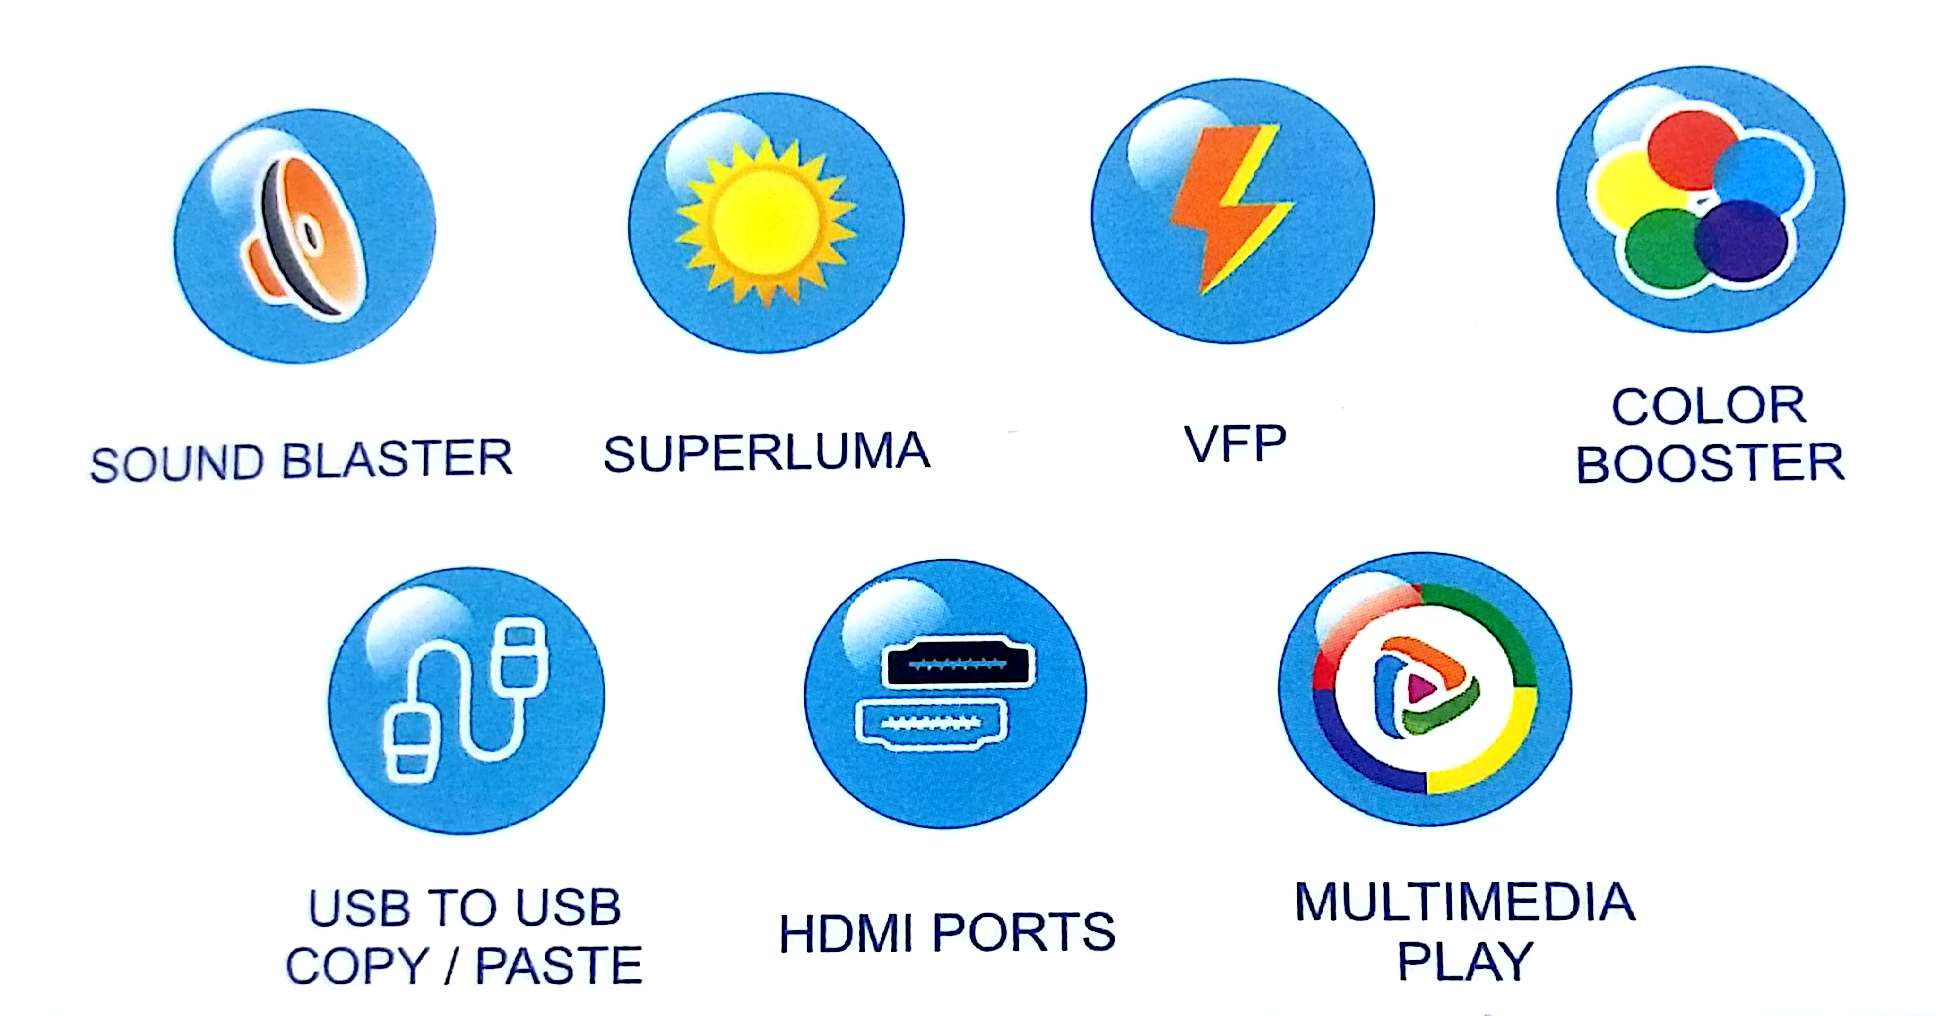 SOUND BLASTER
SUPERLUMA
VFP
COLOR
BOOSTER
USB TO USB
COPY / PASTE
HDMI PORTS
MULTIMEDIA
PLAY